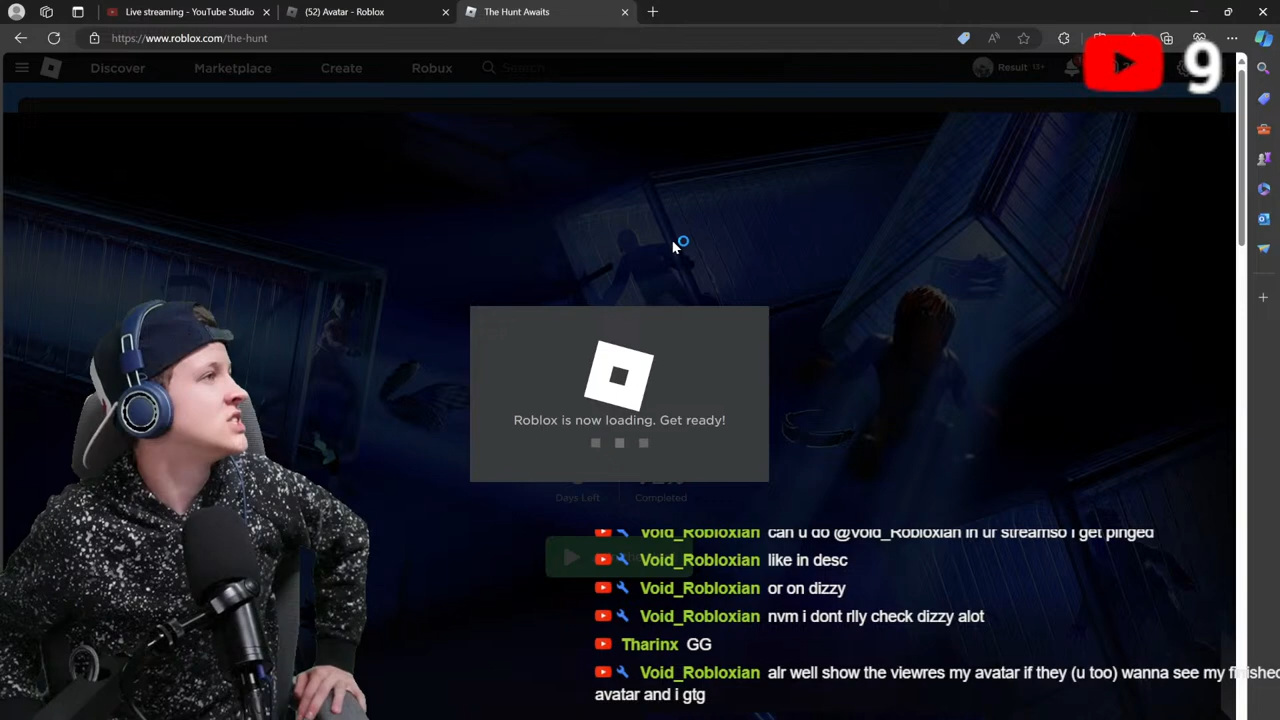 Live streaming - YouTube Studio
(52) Avatar - Roblox
The Hunt Awaits
https://www.roblox.com/the-hunt
9
Discover
Marketplace
Create
Robux
Search
Result 13+
Roblox is now loading. Get ready!
Days Left
Completed
Void_Robloxian can u do @void_Robloxian in ur streamso i get pinged
Void_Robloxian like in desc
Void_Robloxian or on dizzy
Void_Robloxian nvm i dont rlly check dizzy alot
Tharinx GG
Void_Robloxian alr well show the viewres my avatar if they (u too) wanna see my finished
avatar and i gtg